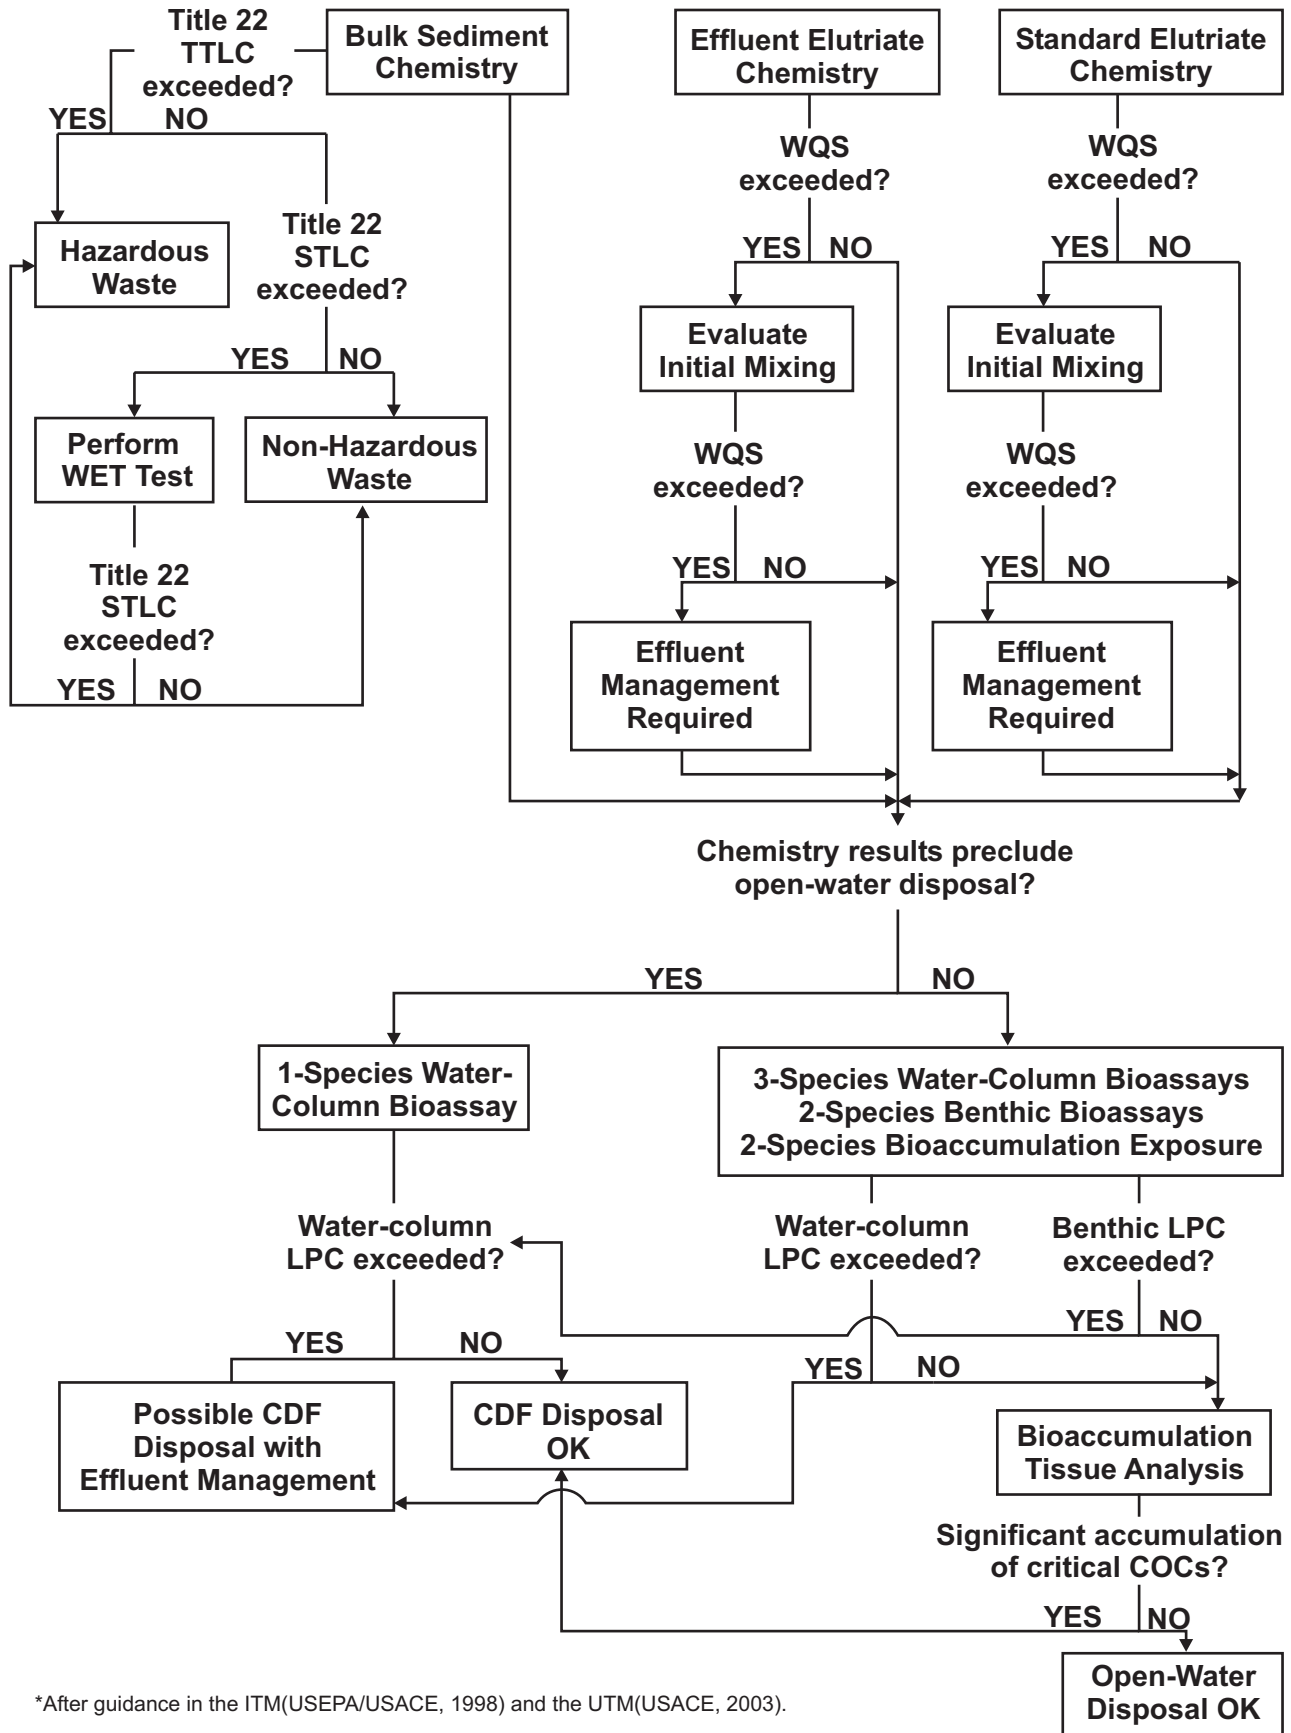 Title 22
TTLC
exceeded?
YES
NO
Bulk Sediment
Chemistry
Effluent Elutriate
Chemistry
Standard Elutriate
Chemistry
Hazardous
Waste
Title 22
STLC
exceeded?
YES
NO
Perform
WET Test
Non-Hazardous
Waste
Title 22
STLC
exceeded?
YES
NO
WQS
exceeded?
YES
NO
Evaluate
Initial Mixing
WQS
exceeded?
YES
NO
Effluent
Management
Required
WQS
exceeded?
YES
NO
Evaluate
Initial Mixing
WQS
exceeded?
YES
NO
Effluent
Management
Required
Chemistry results preclude
open-water disposal?
YES
NO
1-Species Water-
Column Bioassay
3-Species Water-Column Bioassays
2-Species Benthic Bioassays
2-Species Bioaccumulation Exposure
Water-column
LPC exceeded?
YES
NO
Water-column
LPC exceeded?
YES
NO
Benthic LPC
exceeded?
YES
NO
Possible CDF
Disposal with
Effluent Management
CDF Disposal
OK
Bioaccumulation
Tissue Analysis
Significant accumulation
of critical COCs?
YES
NO
Open-Water
Disposal OK
*After guidance in the ITM(USEPA/USACE, 1998) and the UTM(USACE, 2003).